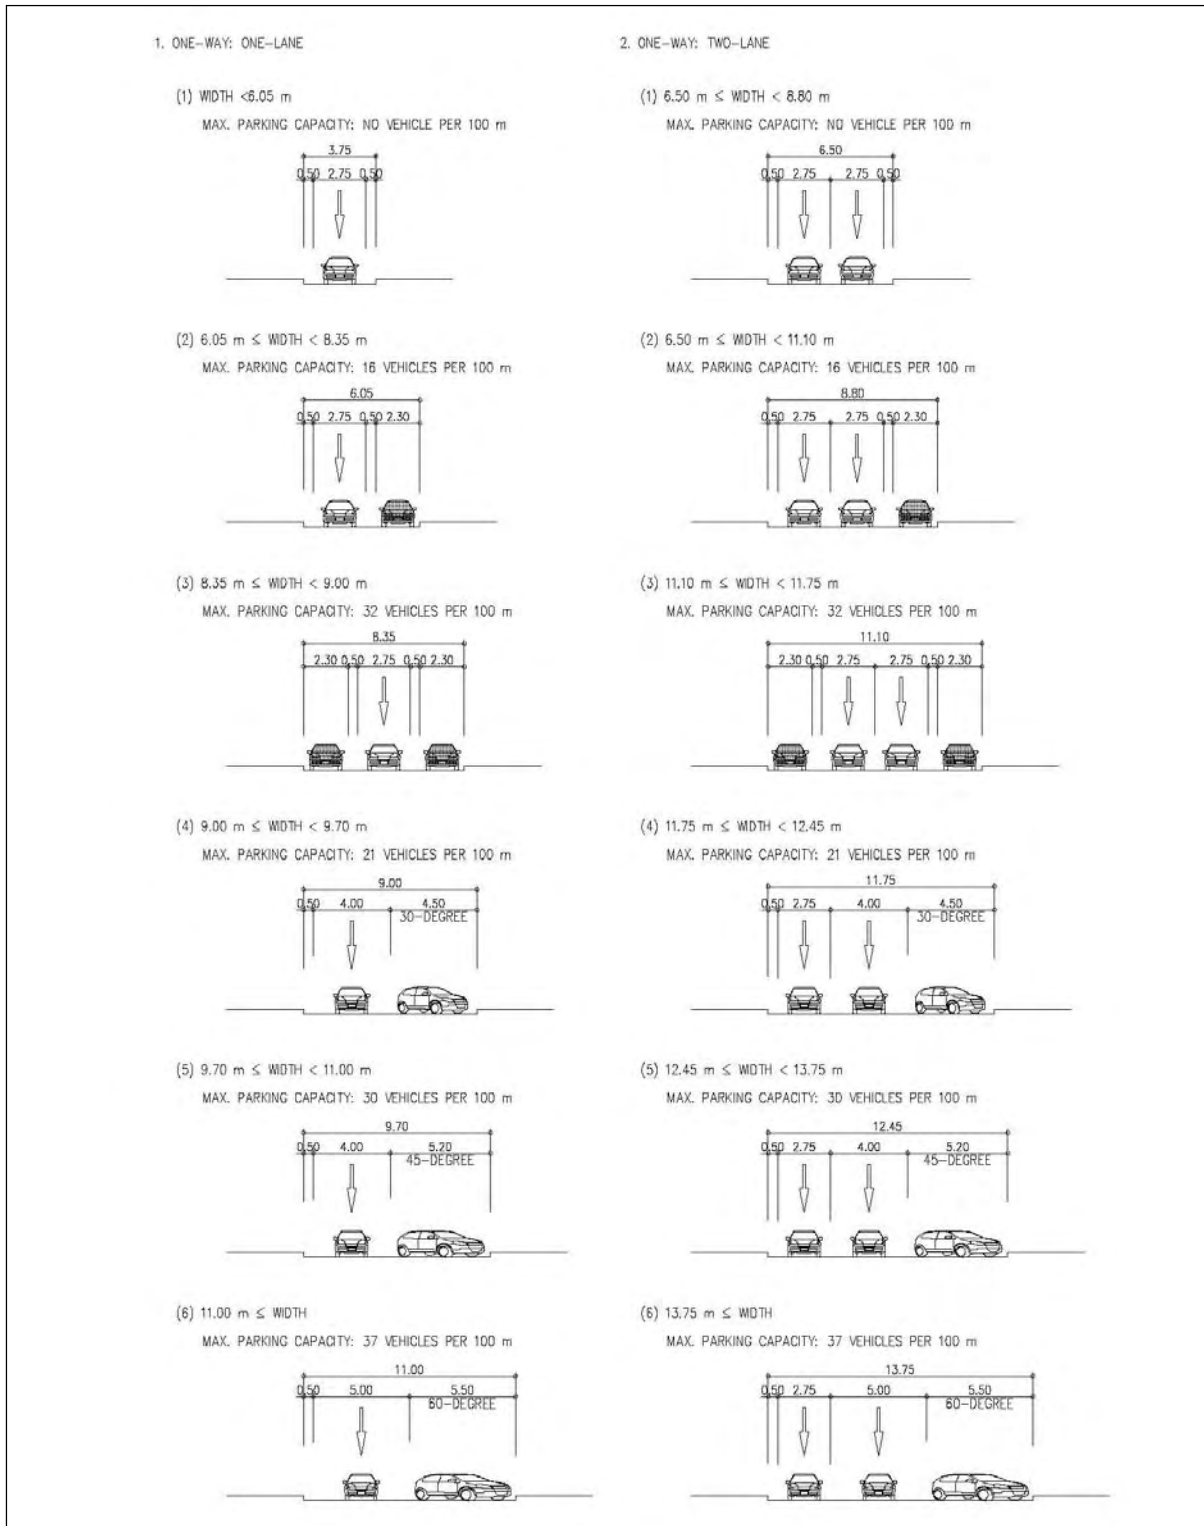 1. ONE-WAY: ONE-LANE
(1) WIDTH <6.05 m
MAX. PARKING CAPACITY: NO VEHICLE PER 100 m
3.75
0.50 2.75 0.50
(2) 6.05 m ≤ WIDTH < 8.35 m
MAX. PARKING CAPACITY: 16 VEHICLES PER 100 m
6.05
0.50 2.75 0.50 2.30
(3) 8.35 m ≤ WIDTH < 9.00 m
MAX. PARKING CAPACITY: 32 VEHICLES PER 100 m
8.35
2.30 0.50 2.75 0.50 2.30
(4) 9.00 m ≤ WIDTH < 9.70 m
MAX. PARKING CAPACITY: 21 VEHICLES PER 100 m
9.00
0.50 4.00 4.50
30-DEGREE
(5) 9.70 m ≤ WIDTH < 11.00 m
MAX. PARKING CAPACITY: 30 VEHICLES PER 100 m
9.70
0.50 4.00 5.20
45-DEGREE
(6) 11.00 m ≤ WIDTH
MAX. PARKING CAPACITY: 37 VEHICLES PER 100 m
11.00
0.50 5.00 5.50
60-DEGREE
2. ONE-WAY: TWO-LANE
(1) 6.50 m ≤ WIDTH < 8.80 m
MAX. PARKING CAPACITY: NO VEHICLE PER 100 m
6.50
0.50 2.75 2.75 0.50
(2) 6.50 m ≤ WIDTH < 11.10 m
MAX. PARKING CAPACITY: 16 VEHICLES PER 100 m
8.80
0.50 2.75 2.75 0.50 2.30
(3) 11.10 m ≤ WIDTH < 11.75 m
MAX. PARKING CAPACITY: 32 VEHICLES PER 100 m
11.10
2.30 0.50 2.75 2.75 0.50 2.30
(4) 11.75 m ≤ WIDTH < 12.45 m
MAX. PARKING CAPACITY: 21 VEHICLES PER 100 m
11.75
0.50 2.75 4.00 4.50
30-DEGREE
(5) 12.45 m ≤ WIDTH < 13.75 m
MAX. PARKING CAPACITY: 30 VEHICLES PER 100 m
12.45
0.50 2.75 4.00 5.20
45-DEGREE
(6) 13.75 m ≤ WIDTH
MAX. PARKING CAPACITY: 37 VEHICLES PER 100 m
13.75
0.50 2.75 5.00 5.50
60-DEGREE